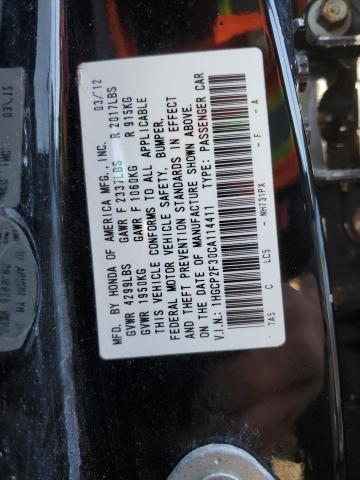 MFD. BY HONDA OF AMERICA MFG.,INC. 03/12
GVWR 4299LBS GAWR F 2337LBS R 2017LBS
GVWR 1950KG GAWR F 1060KG R 915KG
THIS VEHICLE CONFORMS TO ALL APPLICABLE
FEDERAL MOTOR VEHICLE SAFETY, BUMPER,
AND THEFT PREVENTION STANDARDS IN EFFECT
ON THE DATE OF MANUFACTURE SHOWN ABOVE.
V.I.N.: 1HGCP2F30CA114411 TYPE: PASSENGER CAR
TA5 C LC5 - NH731PX - F - A